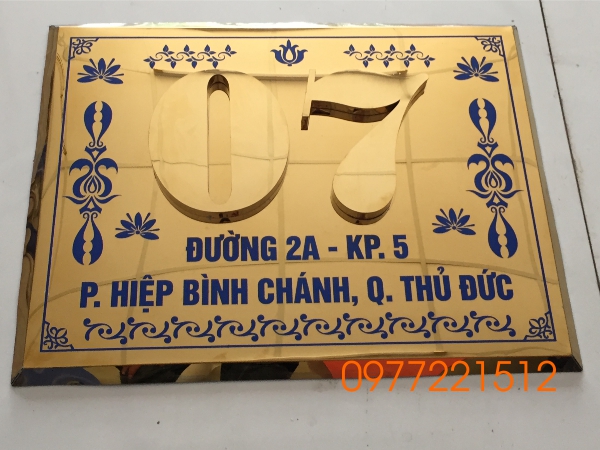 07
ĐƯỜNG 2A - KP. 5
P. HIỆP BÌNH CHÁNH, Q. THỦ ĐỨC
0977221512